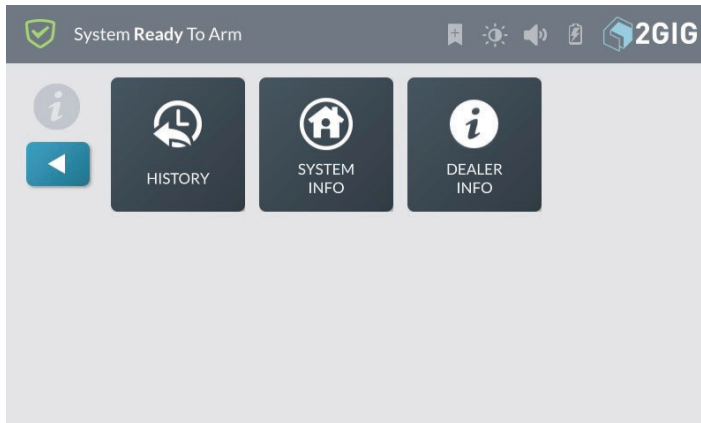 System Ready To Arm
2GIG
HISTORY
SYSTEM
INFO
DEALER
INFO